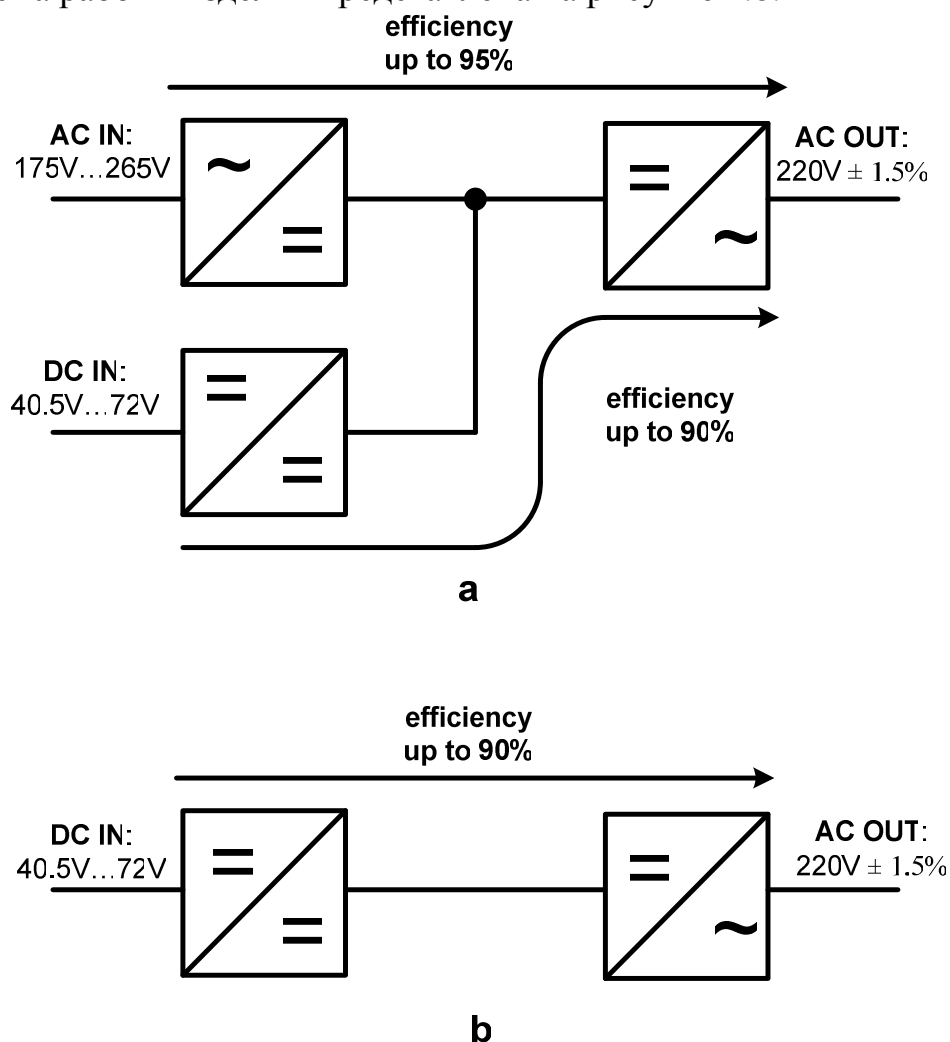 efficiency
up to 95%
AC IN:
175V...265V
AC OUT:
220V ± 1.5%
DC IN:
40.5V...72V
efficiency
up to 90%
a
efficiency
up to 90%
DC IN:
40.5V...72V
AC OUT:
220V ± 1.5%
b